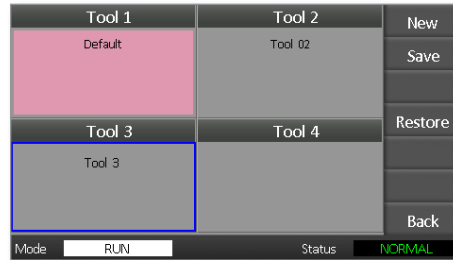 Tool 1
Tool 2
New
Default
Tool 02
Save
Tool 3
Tool 4
Restore
Tool 3
Back
Mode
RUN
Status
NORMAL